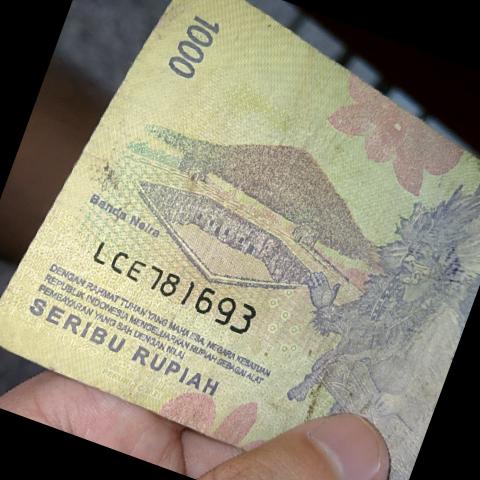 1000
Banda Neira
LCE781693
DENGAN RAHMAT TUHAN YANG MAHA ESA, NEGARA KESATUAN
REPUBLIK INDONESIA MENGELUARKAN RUPIAH SEBAGAI ALAT
PEMBAYARAN YANG SAH DENGAN NILAI
SERIBU RUPIAH